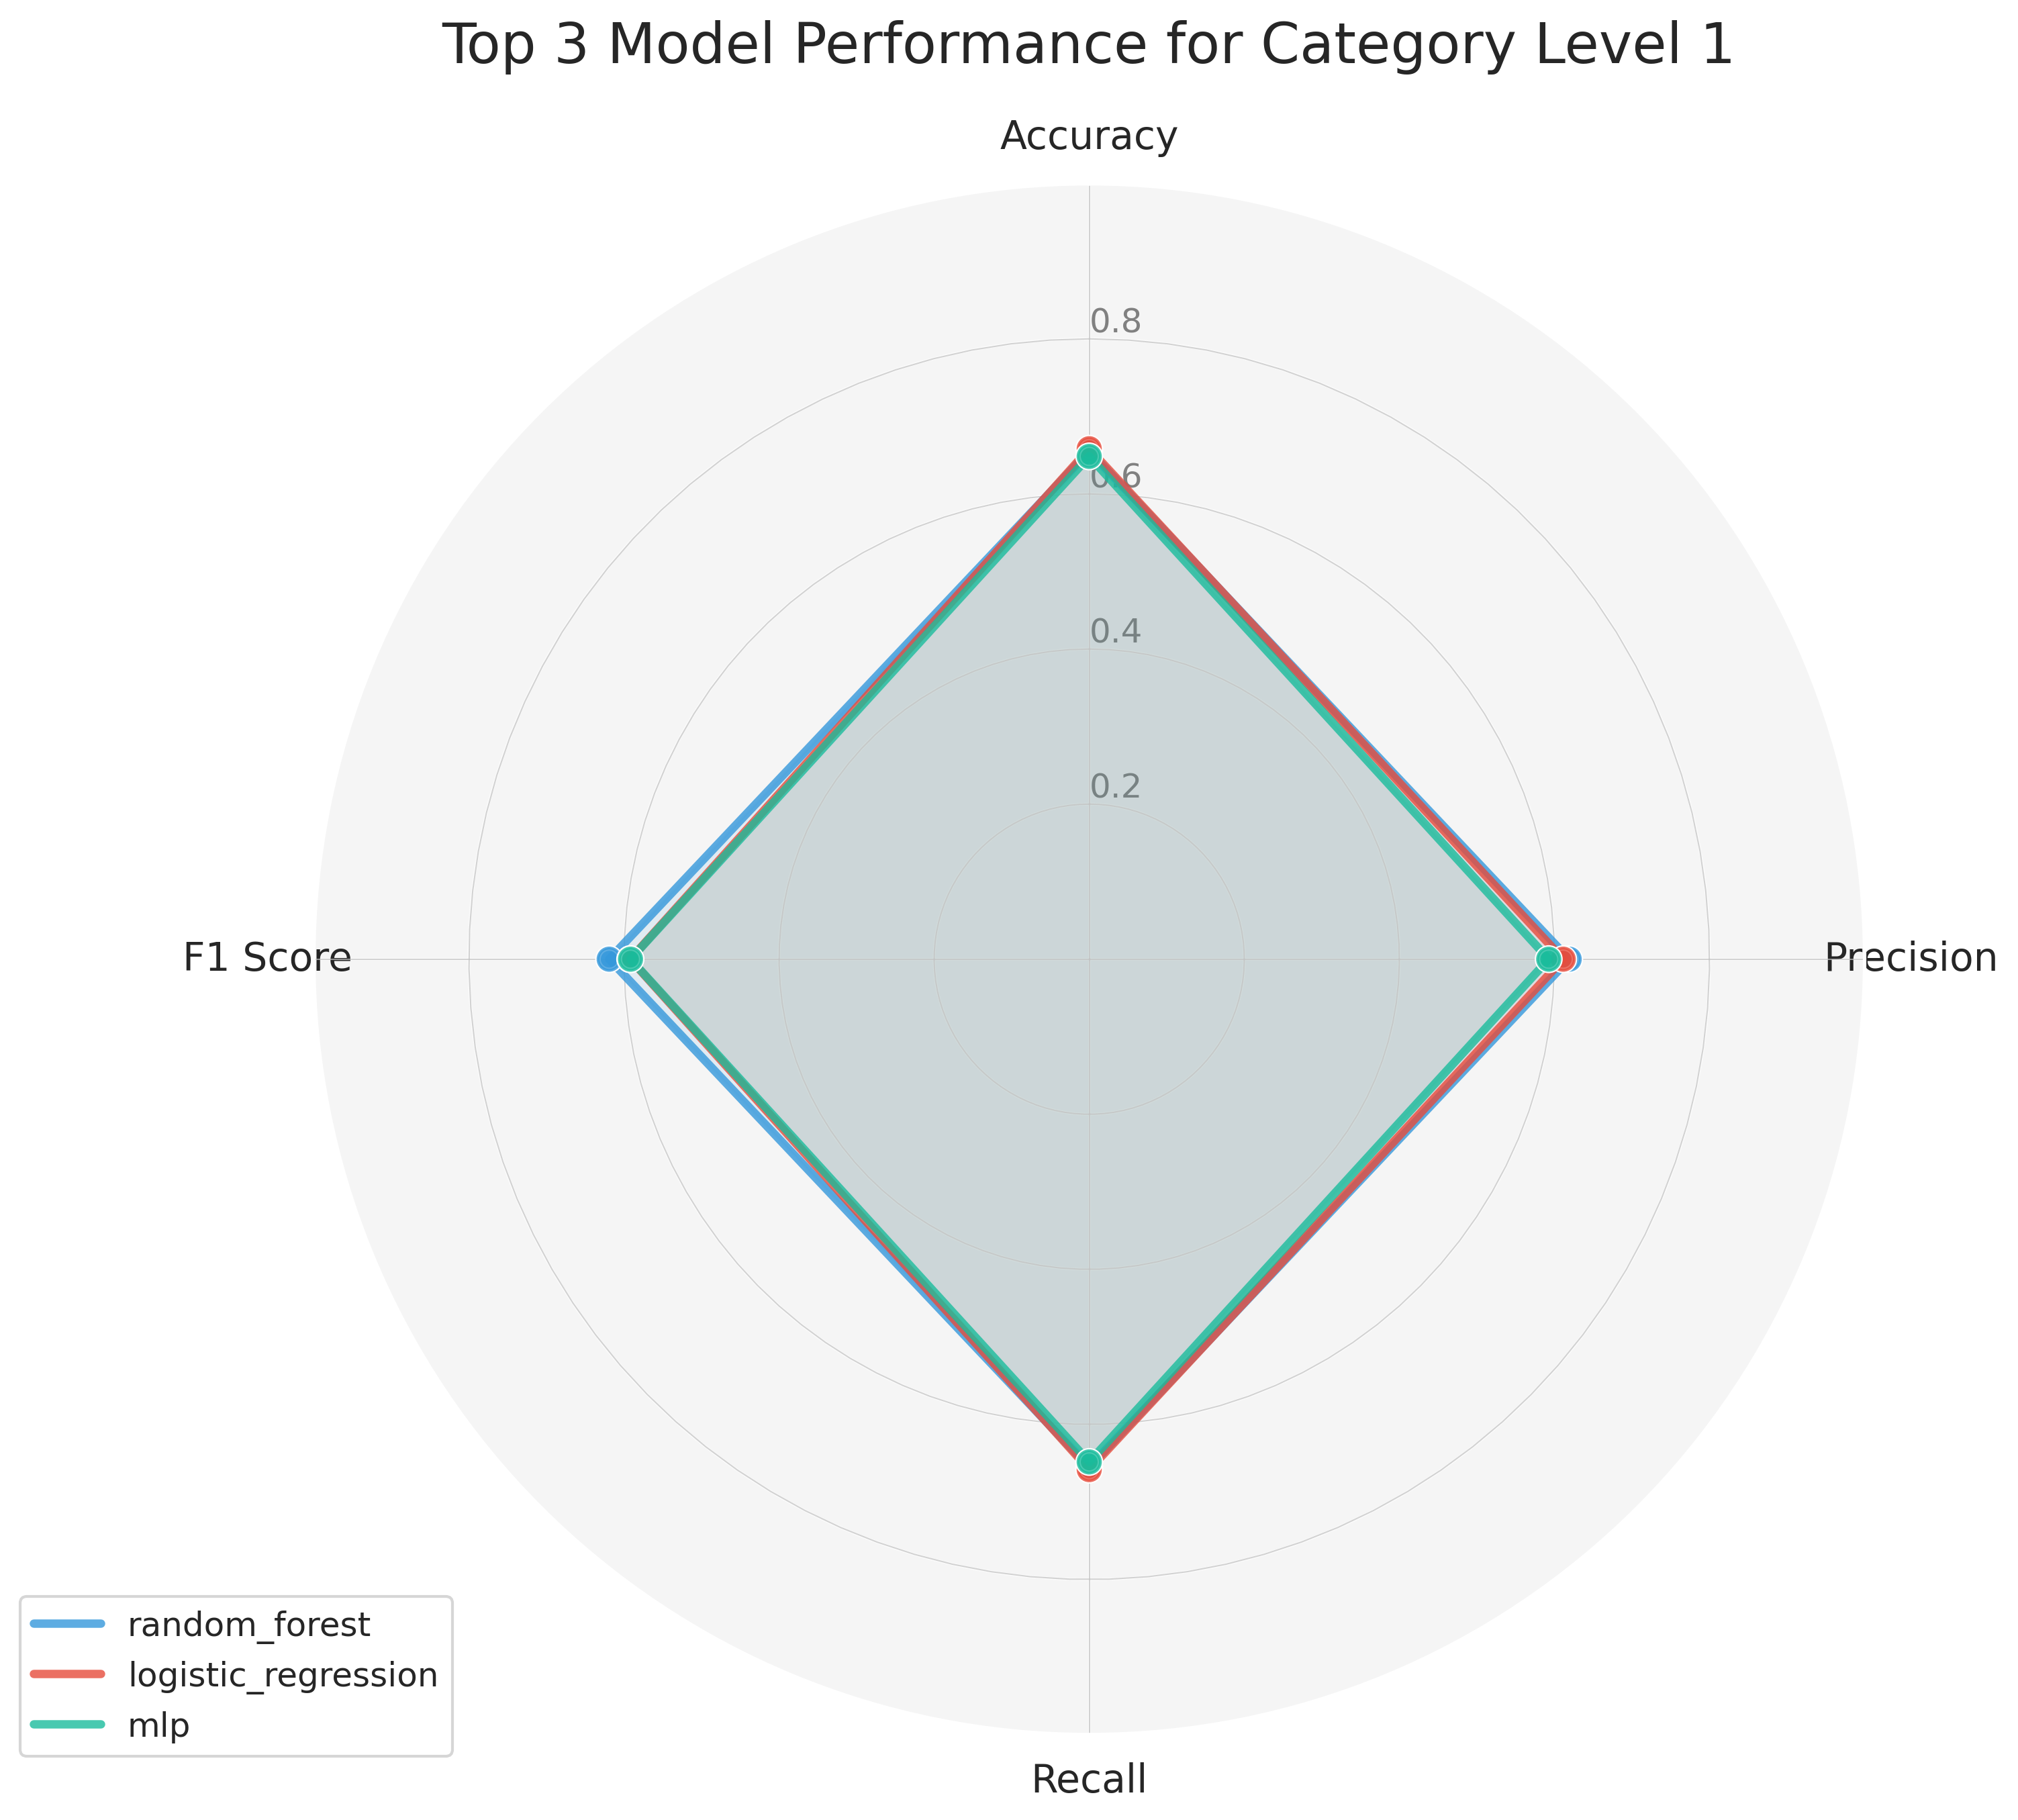 Top 3 Model Performance for Category Level 1
Accuracy
0.8
0.6
0.4
0.2
F1 Score
Precision
Recall
random_forest
logistic_regression
mlp